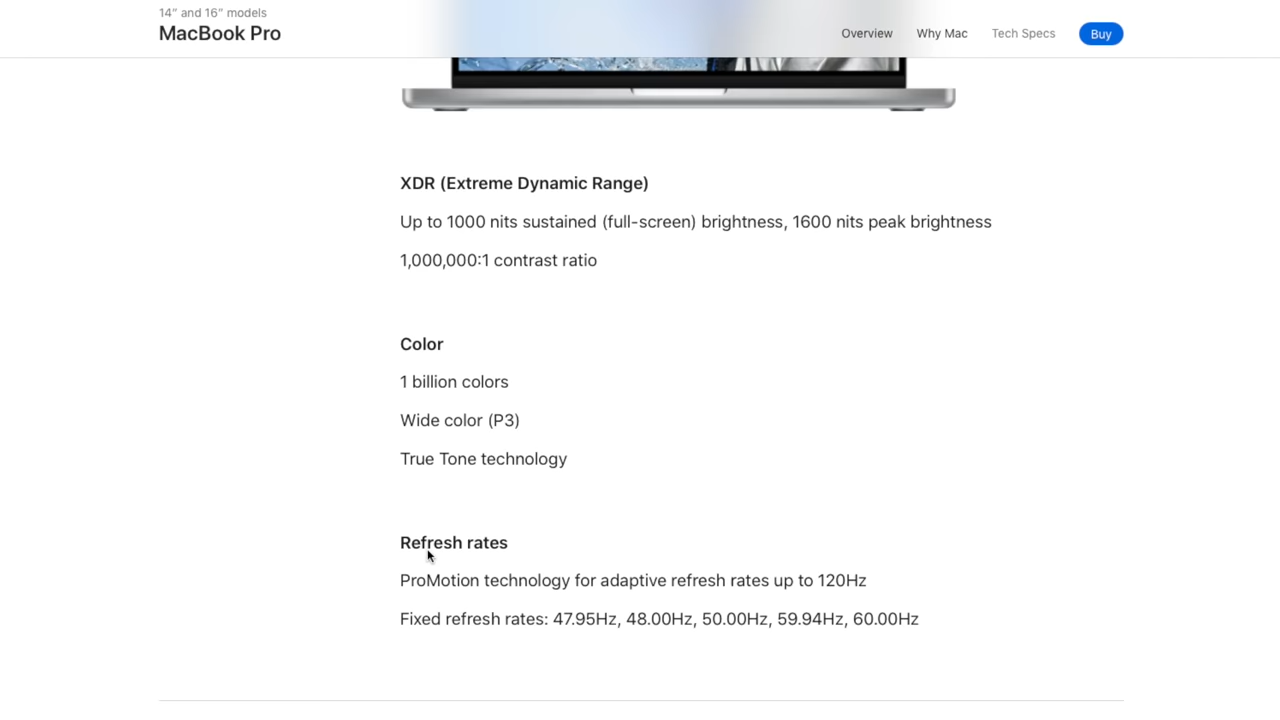 14″ and 16″ models
MacBook Pro
Overview
Why Mac
Tech Specs
Buy
XDR (Extreme Dynamic Range)
Up to 1000 nits sustained (full-screen) brightness, 1600 nits peak brightness
1,000,000:1 contrast ratio
Color
1 billion colors
Wide color (P3)
True Tone technology
Refresh rates
ProMotion technology for adaptive refresh rates up to 120Hz
Fixed refresh rates: 47.95Hz, 48.00Hz, 50.00Hz, 59.94Hz, 60.00Hz